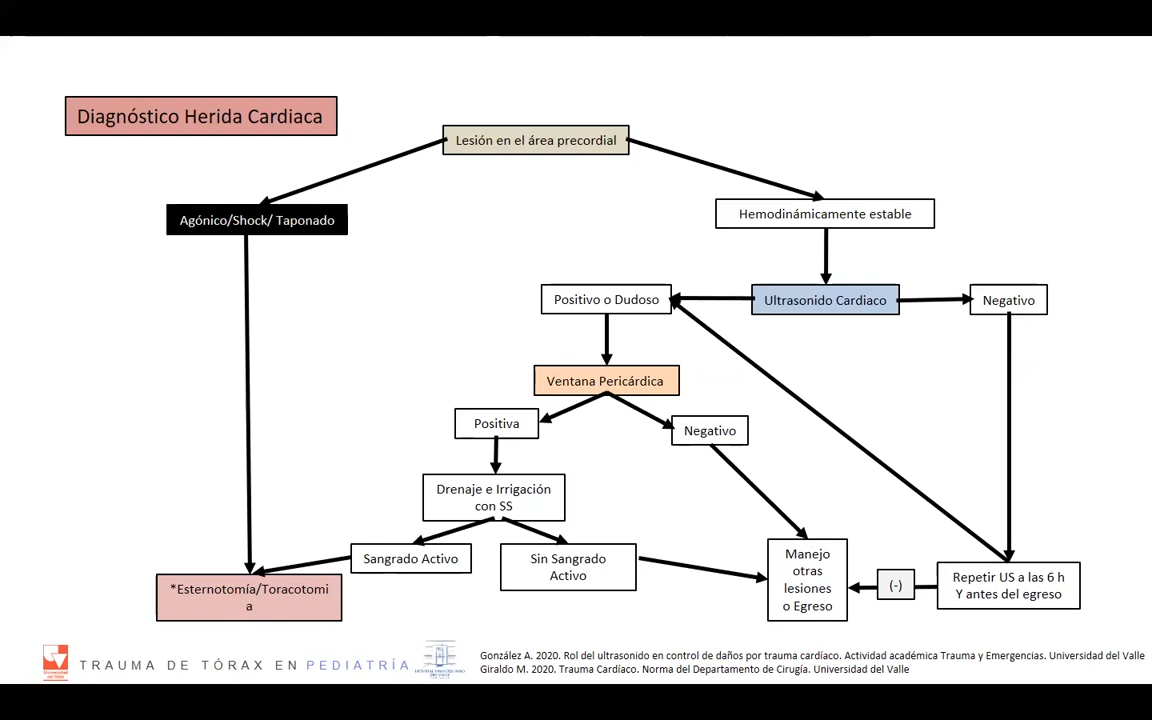 Diagnóstico Herida Cardiaca
Lesión en el área precordial
Agónico/Shock/ Taponado
Hemodinámicamente estable
Positivo o Dudoso
Ultrasonido Cardiaco
Negativo
Ventana Pericárdica
Positiva
Negativo
Drenaje e Irrigación
con SS
Sangrado Activo
Sin Sangrado
Activo
Manejo
otras
lesiones
o Egreso
(-)
Repetir US a las 6 h
Y antes del egreso
*Esternotomía/Toracotomi
a
TRAUMA DE TÓRAX EN PEDIATRÍA
González A. 2020. Rol del ultrasonido en control de daños por trauma cardíaco. Actividad académica Trauma y Emergencias. Universidad del Valle
Giraldo M. 2020. Trauma Cardíaco. Norma del Departamento de Cirugía. Universidad del Valle